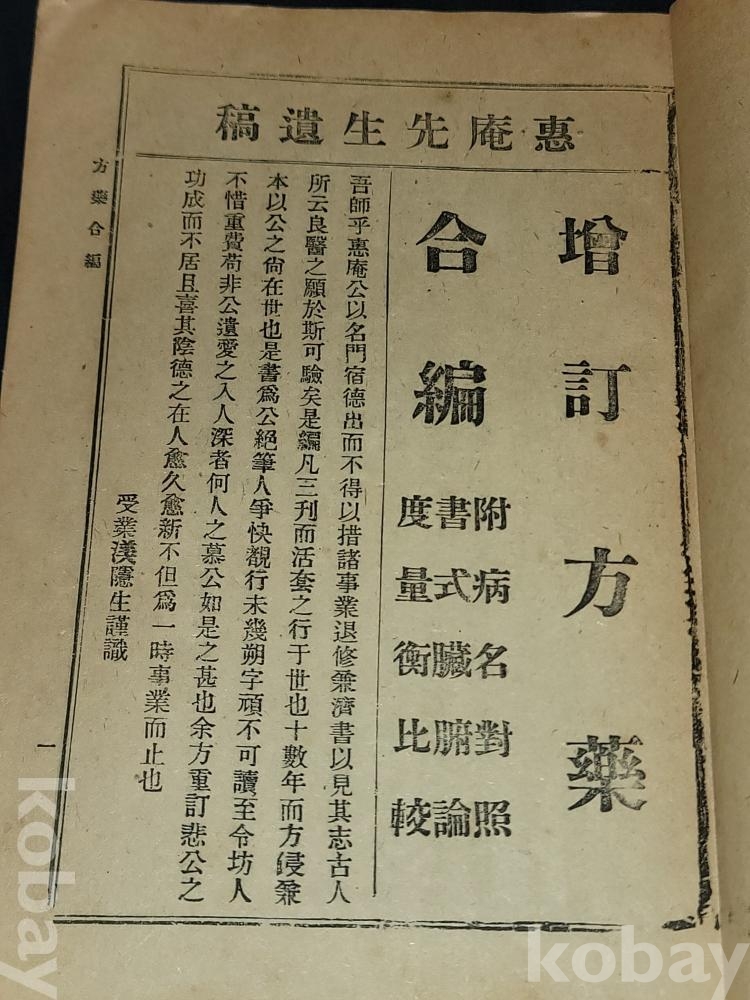 惠庵先生遺稿
增訂方藥
合編
附病名對照
書式臟腑論
度量衡比較
吾師乎惠庵公以名門宿德出而不得以措諸事業退修兼濟書以見其志古人
所云良醫之願於斯可驗矣是編凡三刊而活套之行于世也十數年而方侵兼
本以公之尙在世也是書爲公絕筆人爭快覩行未幾朔字頑不可讀至令坊人
不惜重費苟非公遺愛之入人深者何人之慕公如是之甚也余方重訂悲公之
功成而不居且喜其陰德之在人愈久愈新不但爲一時事業而止也
受業漢隱生謹識
方藥合編
一
kobay
kobay